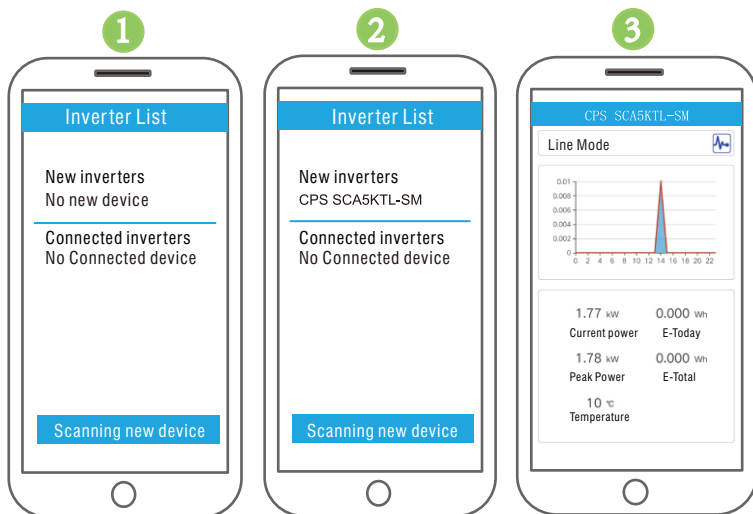 1
Inverter List
New inverters
No new device
Connected inverters
No Connected device
Scanning new device
2
Inverter List
New inverters
CPS SCA5KTL-SM
Connected inverters
No Connected device
Scanning new device
3
CPS SCA5KTL-SM
Line Mode
0.01
0.008
0.006
0.004
0.002
0
0 2 4 6 8 10 12 14 16 18 20 22
1.77 kW 0.000 Wh
Current power E-Today
1.78 kW 0.000 Wh
Peak Power E-Total
10 ℃
Temperature